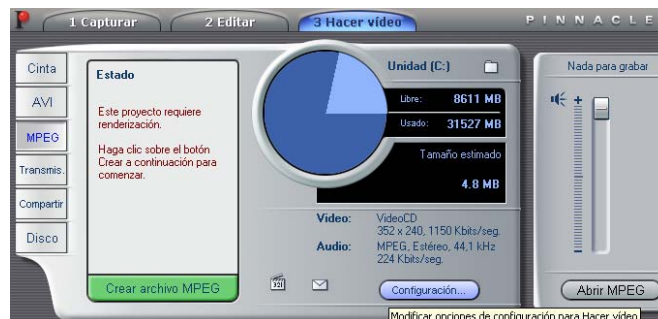 1 Capturar
2 Editar
3 Hacer vídeo
PINNACLE
Cinta
AVI
MPEG
Transmis.
Compartir
Disco
Estado
Este proyecto requiere
renderización.
Haga clic sobre el botón
Crear a continuación para
comenzar.
Crear archivo MPEG
Unidad (C:)
Libre: 8611 MB
Usado: 31527 MB
Tamaño estimado
4.8 MB
Video: VideoCD
352 x 240, 1150 Kbits/seg.
Audio: MPEG, Estéreo, 44,1 kHz
224 Kbits/seg.
Configuración...
Modificar opciones de configuración para Hacer vídeo
Nada para grabar
Abrir MPEG